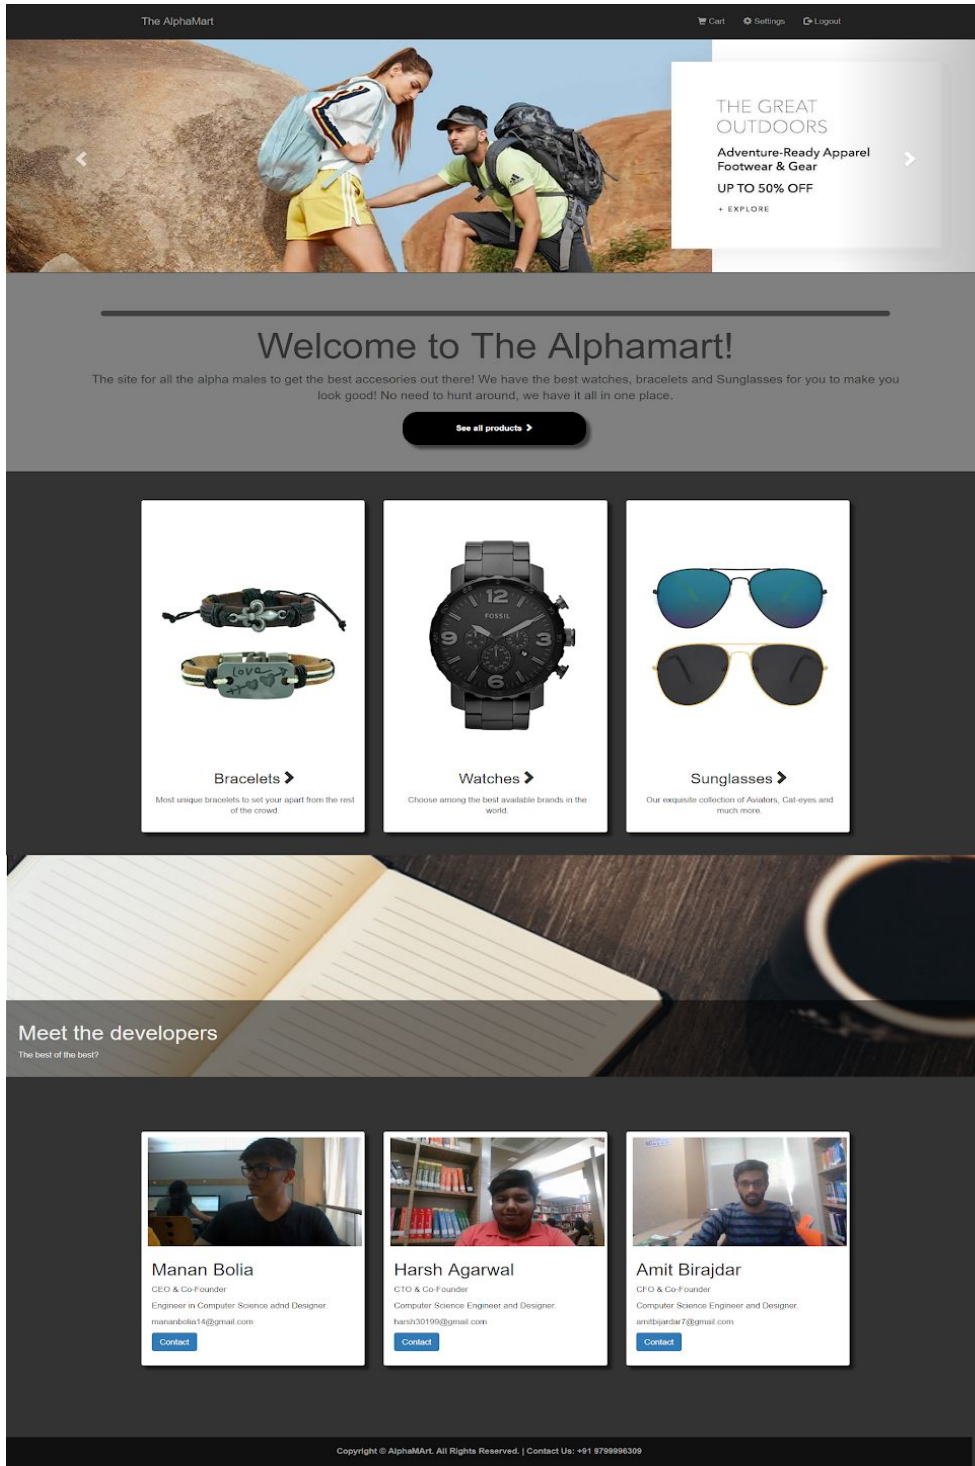 The AlphaMart
Cart Settings Logout
THE GREAT
OUTDOORS
Adventure-Ready Apparel
Footwear & Gear
UP TO 50% OFF
+ EXPLORE
Welcome to The Alphamart!
The site for all the alpha males to get the best accesories out there! We have the best watches, bracelets and Sunglasses for you to make you
look good! No need to hunt around, we have it all in one place.
See all products
love
12
FOSSIL
9
3
6
Bracelets
Most unique bracelets to set your apart from the rest
of the crowd.
Watches
Choose among the best available brands in the
world.
Sunglasses
Our exquisite collection of Aviators, Cat-eyes and
much more.
Meet the developers
The best of the best?
Manan Bolia
CEO & Co-Founder
Engineer in Computer Science adnd Designer.
mananbolia14@gmail.com
Contact
Harsh Agarwal
CTO & Co-Founder
Computer Science Engineer and Designer.
harsh30199@gmail.com
Contact
Amit Birajdar
CFO & Co-Founder
Computer Science Engineer and Designer.
amitbijardar7@gmail.com
Contact
Copyright © AlphaMArt. All Rights Reserved. | Contact Us: +91 9799996309